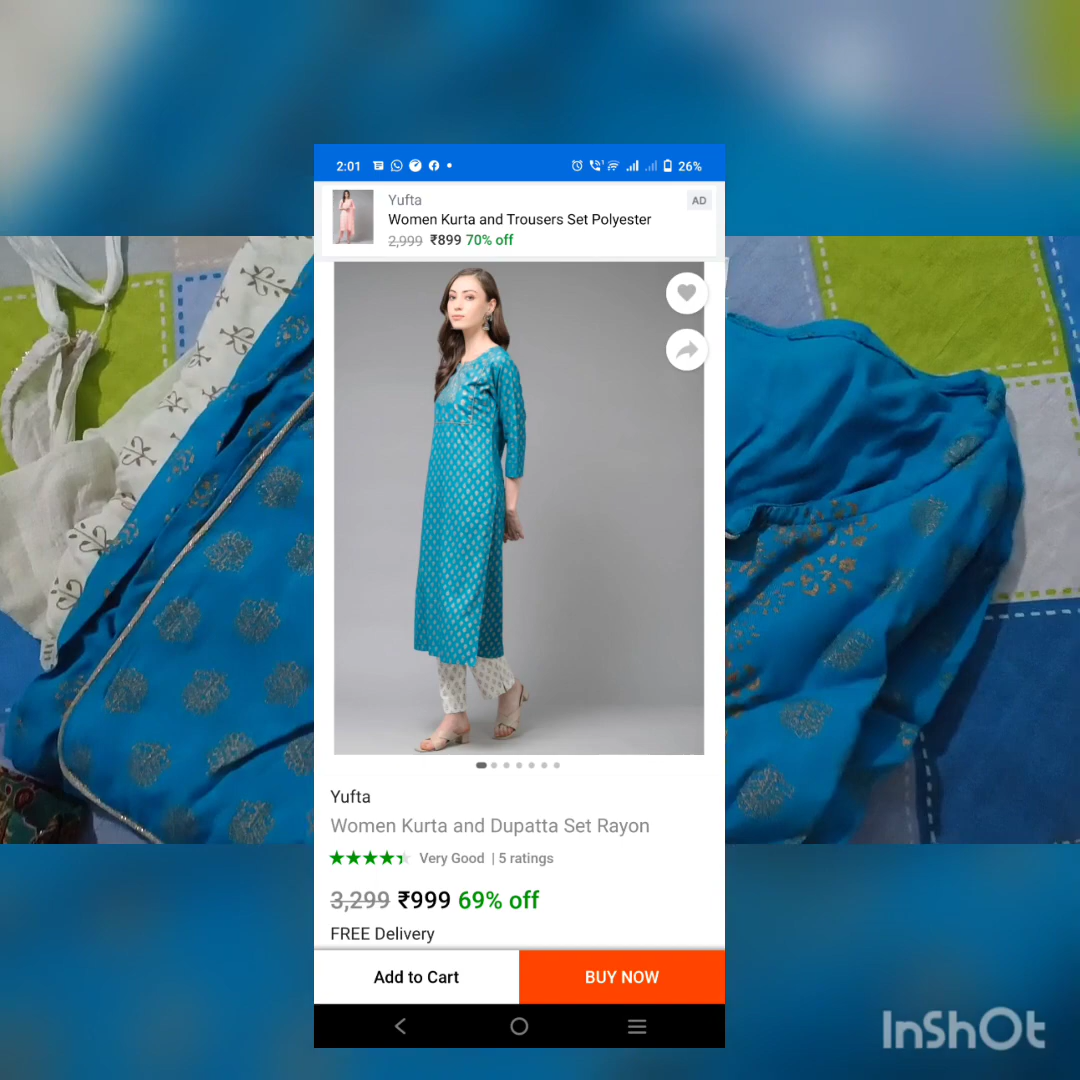 2:01
26%
Yufta
AD
Women Kurta and Trousers Set Polyester
2,999 ₹899 70% off
Yufta
Women Kurta and Dupatta Set Rayon
Very Good | 5 ratings
3,299 ₹999 69% off
FREE Delivery
Add to Cart
BUY NOW
InShOt